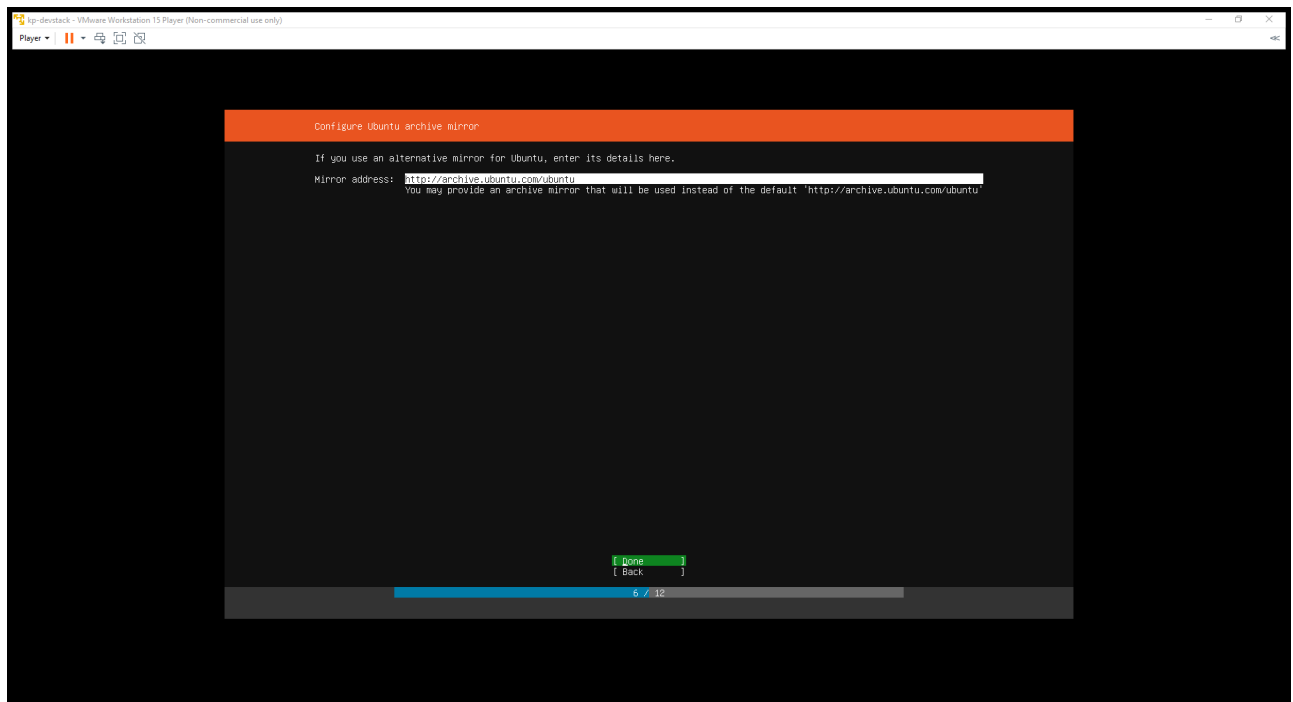 kp-devstack - VMware Workstation 15 Player (Non-commercial use only)
Player
Configure Ubuntu archive mirror
If you use an alternative mirror for Ubuntu, enter its details here.
Mirror address: http://archive.ubuntu.com/ubuntu
You may provide an archive mirror that will be used instead of the default 'http://archive.ubuntu.com/ubuntu'
[ Done ]
[ Back ]
6 / 12